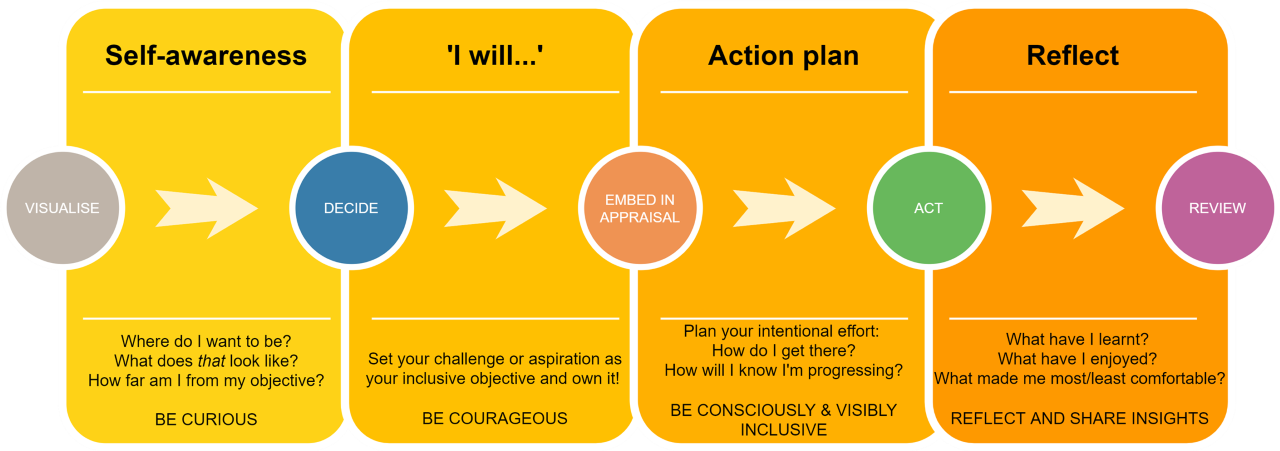 Self-awareness
'I will...'
Action plan
Reflect
VISUALISE
DECIDE
EMBED IN
APPRAISAL
ACT
REVIEW
Where do I want to be?
What does that look like?
How far am I from my objective?
BE CURIOUS
Set your challenge or aspiration as
your inclusive objective and own it!
BE COURAGEOUS
Plan your intentional effort:
How do I get there?
How will I know I'm progressing?
BE CONSCIOUSLY & VISIBLY
INCLUSIVE
What have I learnt?
What have I enjoyed?
What made me most/least comfortable?
REFLECT AND SHARE INSIGHTS